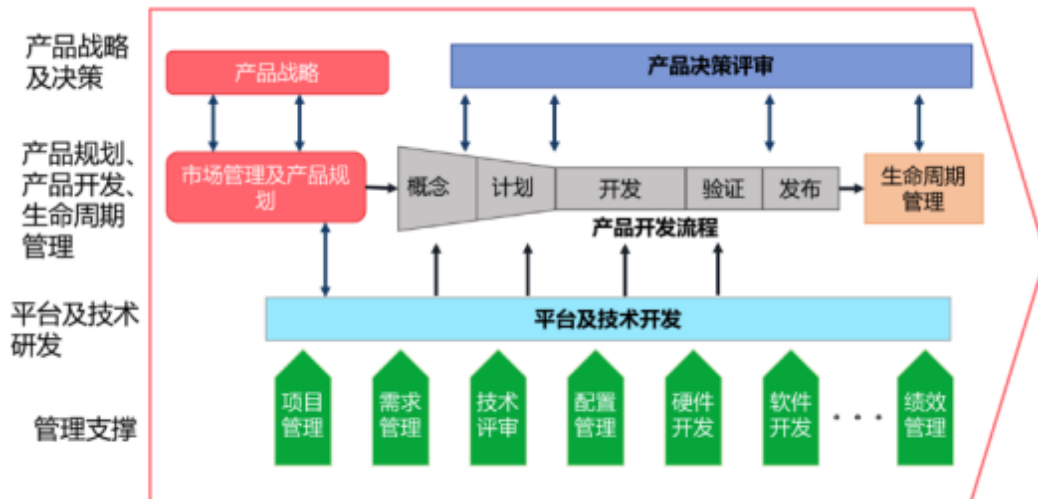 产品战略
及决策
产品战略
产品决策评审
产品规划、
产品开发、
生命周期
管理
市场管理及产品规
划
概念
计划
开发
验证
发布
产品开发流程
生命周期
管理
平台及技术
研发
平台及技术开发
管理支撑
项目
管理
需求
管理
技术
评审
配置
管理
硬件
开发
软件
开发
• • •
绩效
管理